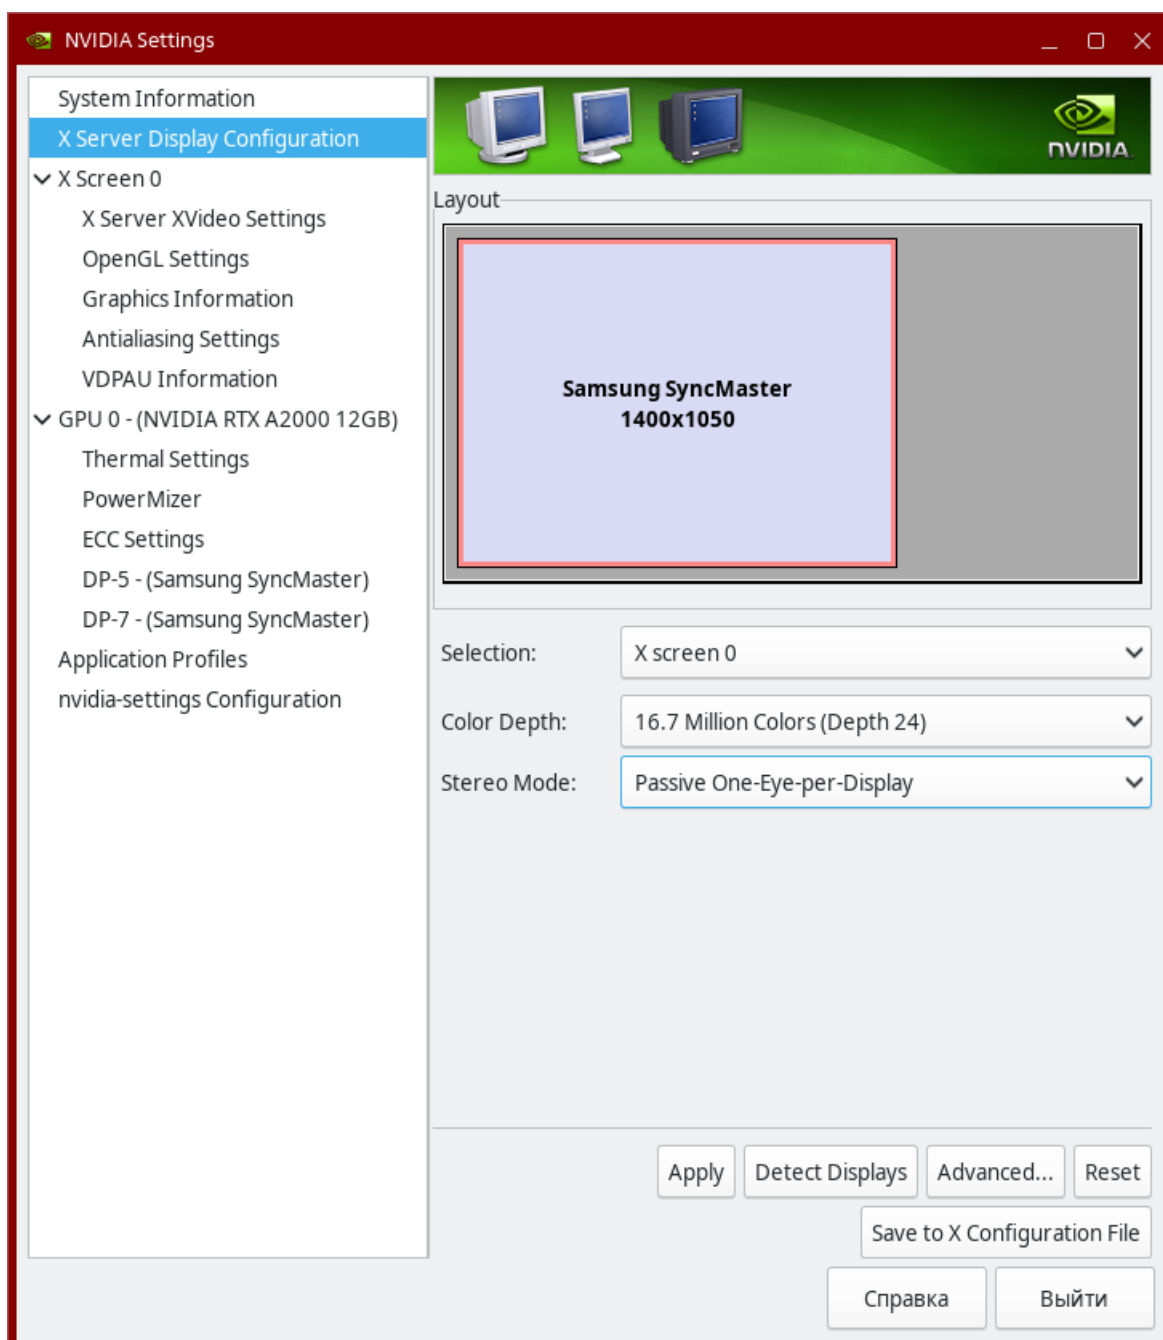 NVIDIA Settings
System Information
X Server Display Configuration
X Screen 0
X Server XVideo Settings
OpenGL Settings
Graphics Information
Antialiasing Settings
VDPAU Information
GPU 0 - (NVIDIA RTX A2000 12GB)
Thermal Settings
PowerMizer
ECC Settings
DP-5 - (Samsung SyncMaster)
DP-7 - (Samsung SyncMaster)
Application Profiles
nvidia-settings Configuration
NVIDIA.
Layout
Samsung SyncMaster
1400x1050
Selection: X screen 0
Color Depth: 16.7 Million Colors (Depth 24)
Stereo Mode: Passive One-Eye-per-Display
Apply Detect Displays Advanced... Reset
Save to X Configuration File
Справка Выйти